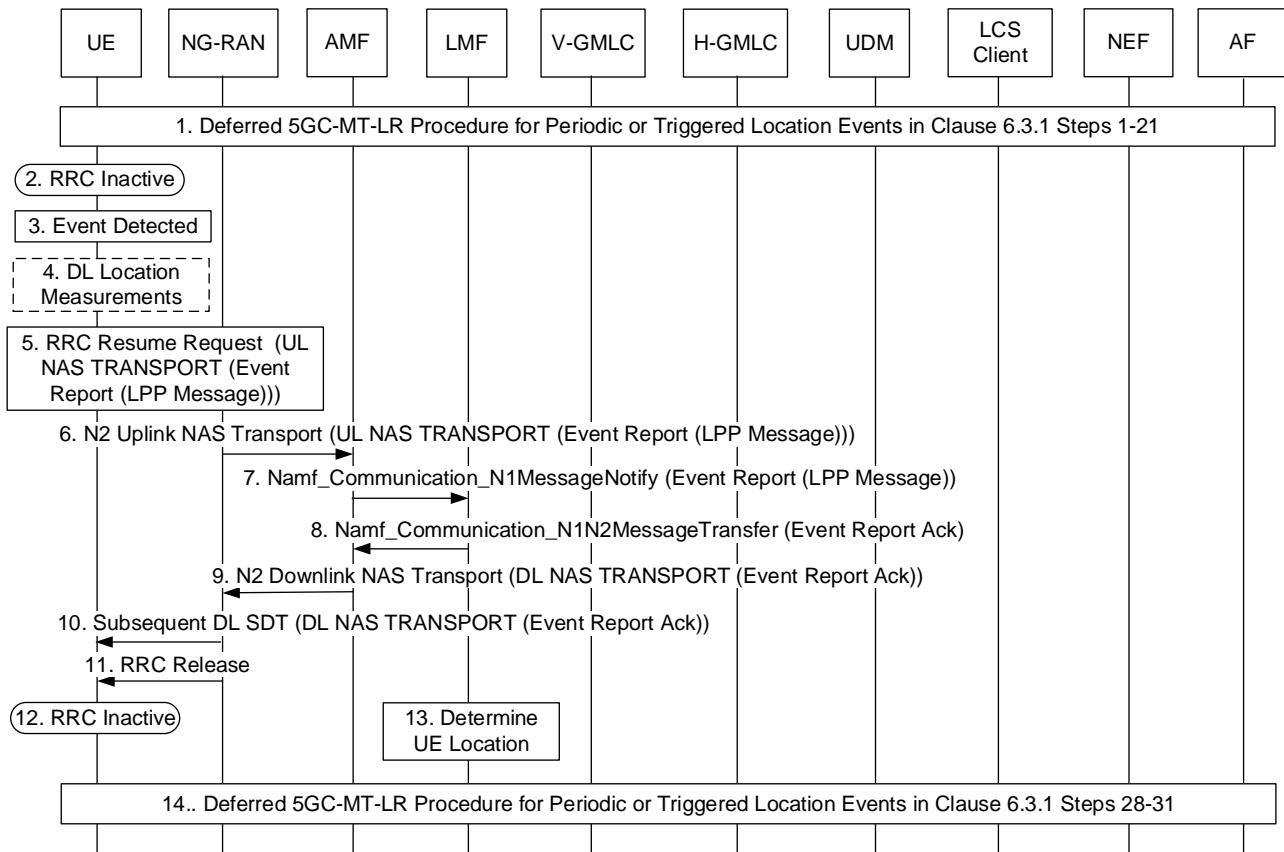 UE
NG-RAN
AMF
LMF
V-GMLC
H-GMLC
UDM
LCS
Client
NEF
AF
1. Deferred 5GC-MT-LR Procedure for Periodic or Triggered Location Events in Clause 6.3.1 Steps 1-21
2. RRC Inactive
3. Event Detected
4. DL Location
Measurements
5. RRC Resume Request (UL
NAS TRANSPORT (Event
Report (LPP Message)))
6. N2 Uplink NAS Transport (UL NAS TRANSPORT (Event Report (LPP Message)))
7. Namf_Communication_N1MessageNotify (Event Report (LPP Message))
8. Namf_Communication_N1N2MessageTransfer (Event Report Ack)
9. N2 Downlink NAS Transport (DL NAS TRANSPORT (Event Report Ack))
10. Subsequent DL SDT (DL NAS TRANSPORT (Event Report Ack))
11. RRC Release
12. RRC Inactive
13. Determine
UE Location
14.. Deferred 5GC-MT-LR Procedure for Periodic or Triggered Location Events in Clause 6.3.1 Steps 28-31